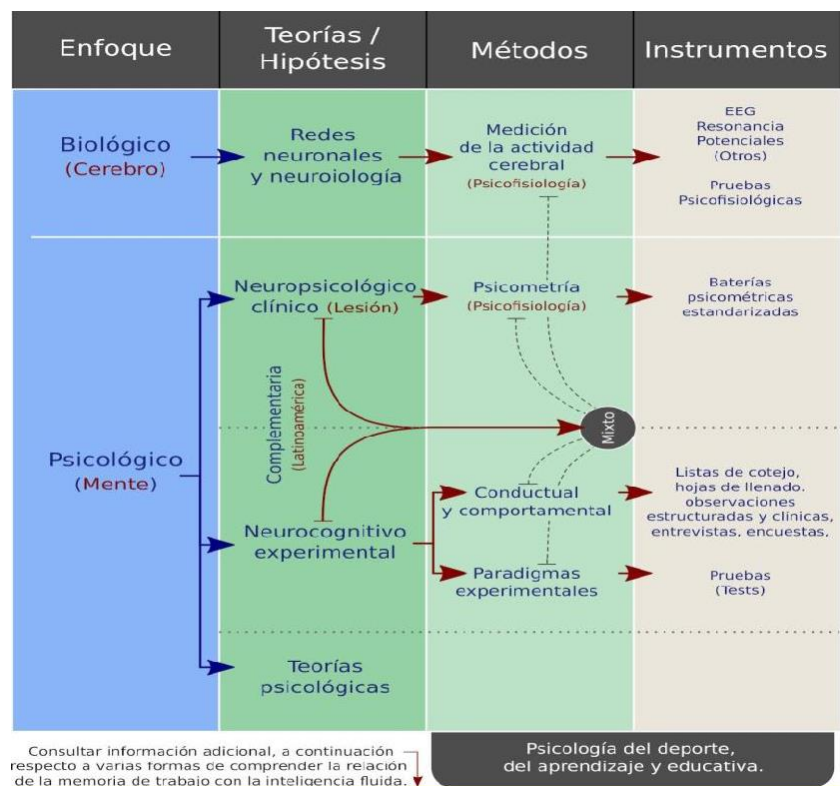 Enfoque
Teorías /
Hipótesis
Métodos
Instrumentos
Biológico
(Cerebro)
Redes
neuronales
y neuroiología
Medición
de la actividad
cerebral
(Psicofisiología)
EEG
Resonancia
Potenciales
(Otros)
Pruebas
Psicofisiológicas
Psicológico
(Mente)
Neuropsicológico
clínico (Lesión)
Psicometría
(Psicofisiología)
Baterías
psicométricas
estandarizadas
Complementaria
(Latinoamérica)
Mixto
Neurocognitivo
experimental
Conductual
y comportamental
Listas de cotejo,
hojas de llenado.
observaciones
estructuradas y clínicas,
entrevistas, encuestas,
Paradigmas
experimentales
Pruebas
(Tests)
Teorías
psicológicas
Consultar información adicional, a continuación
respecto a varias formas de comprender la relación
de la memoria de trabajo con la inteligencia fluida.
Psicología del deporte,
del aprendizaje y educativa.